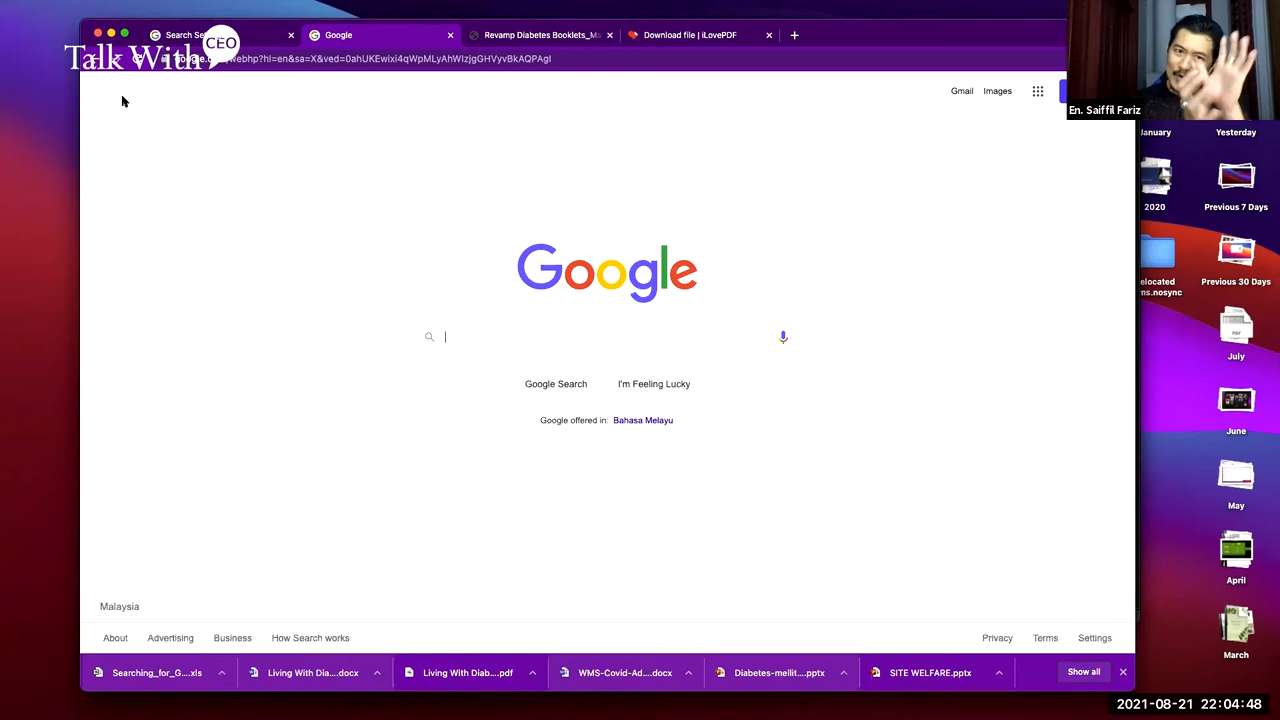 Talk With
CEO
Search Se
Google
Revamp Diabetes Booklets_Ma
Download file | iLovePDF
webhp?hl=en&sa=X&ved=0ahUKEwixi4qWpMLyAhWIzjgGHVyvBkAQPAgI
Gmail
Images
En. Saiffil Fariz
January
Yesterday
2020
Previous 7 Days
Google
elocated
ms.nosync
Previous 30 Days
PDF
July
Google Search
I'm Feeling Lucky
Google offered in: Bahasa Melayu
June
May
April
Malaysia
About
Advertising
Business
How Search works
Privacy
Terms
Settings
March
Searching_for_G....xls
Living With Dia....docx
Living With Diab....pdf
WMS-Covid-Ad....docx
Diabetes-mellit....pptx
SITE WELFARE.pptx
Show all
2021-08-21 22:04:48